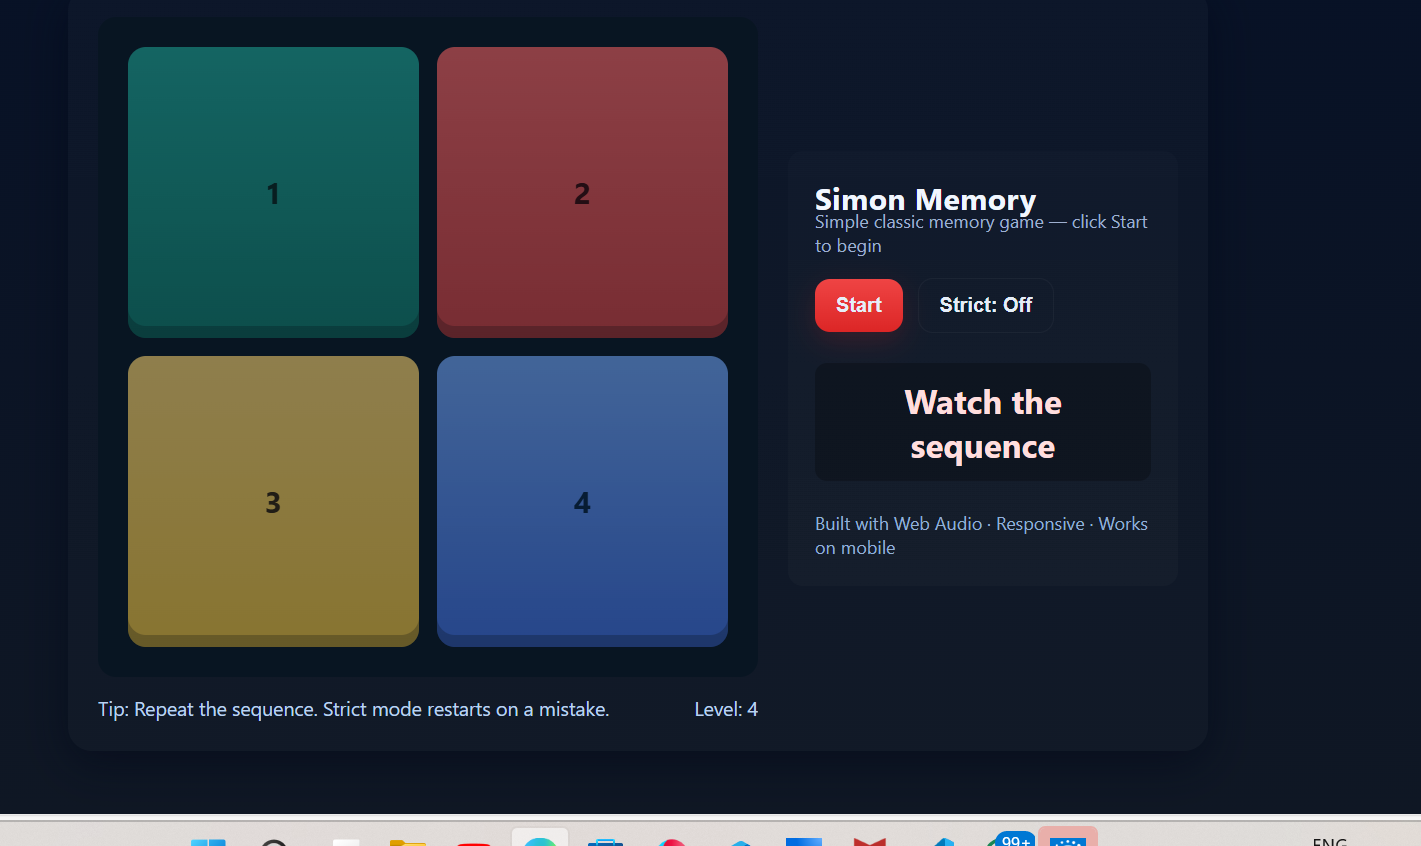 1
2
3
4
Tip: Repeat the sequence. Strict mode restarts on a mistake.
Level: 4
Simon Memory
Simple classic memory game — click Start
to begin
Start
Strict: Off
Watch the
sequence
Built with Web Audio · Responsive · Works
on mobile
99+
ENG